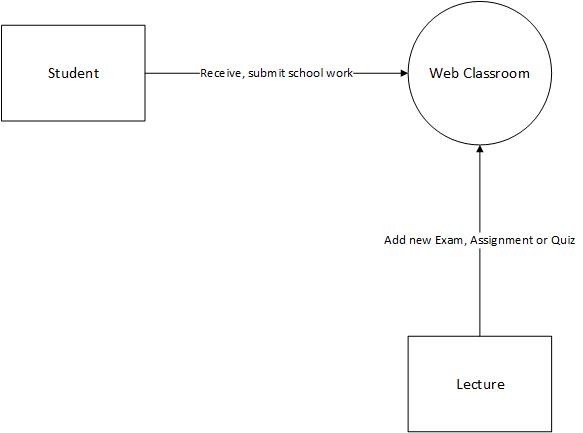 Student
Receive, submit school work
Web Classroom
Add new Exam, Assignment or Quiz
Lecture